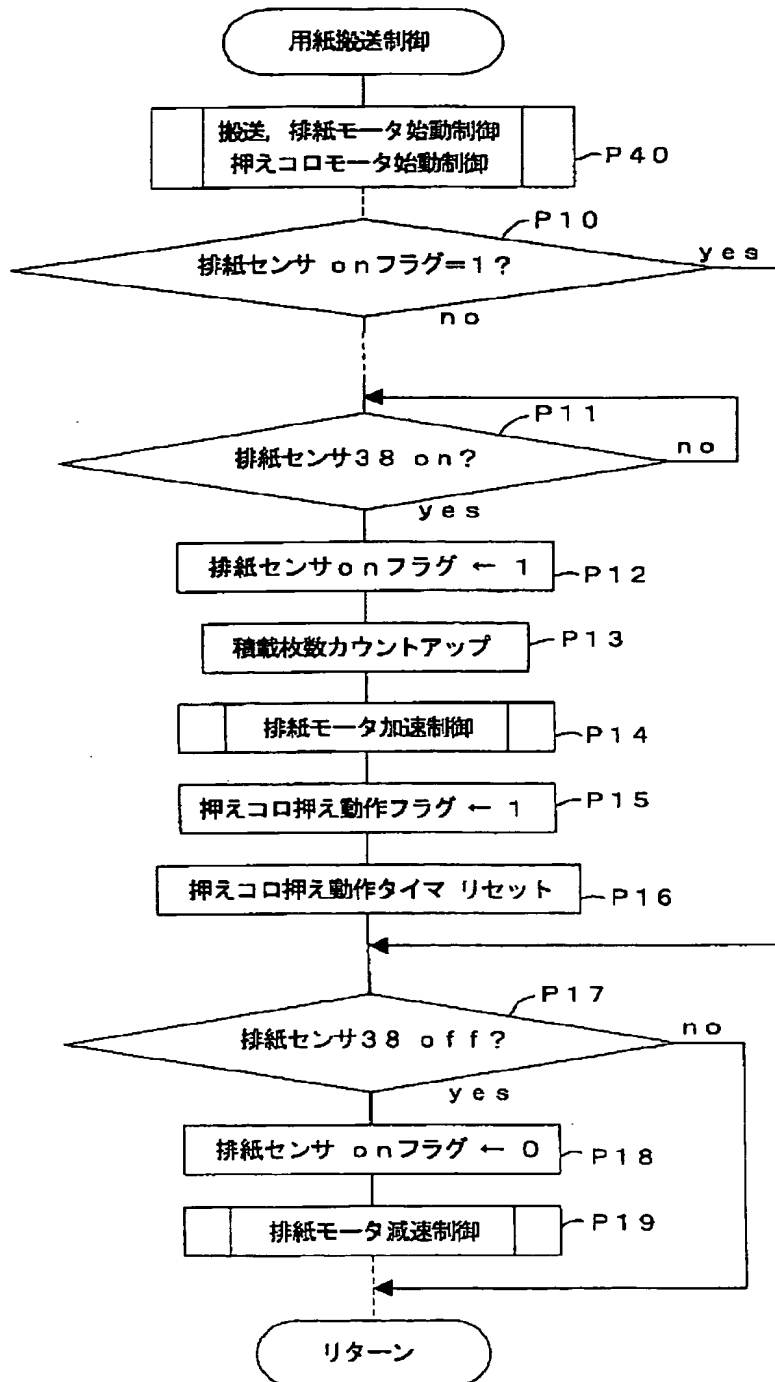 用紙搬送制御
搬送, 排紙モータ始動制御
押えコロモータ始動制御
P40
P10
排紙センサ onフラグ=1?
yes
no
P11
排紙センサ38 on?
no
yes
排紙センサonフラグ ← 1
P12
積載枚数カウントアップ
P13
排紙モータ加速制御
P14
押えコロ押え動作フラグ ← 1
P15
押えコロ押え動作タイマ リセット
P16
P17
排紙センサ38 off?
no
yes
排紙センサ onフラグ ← 0
P18
排紙モータ減速制御
P19
リターン